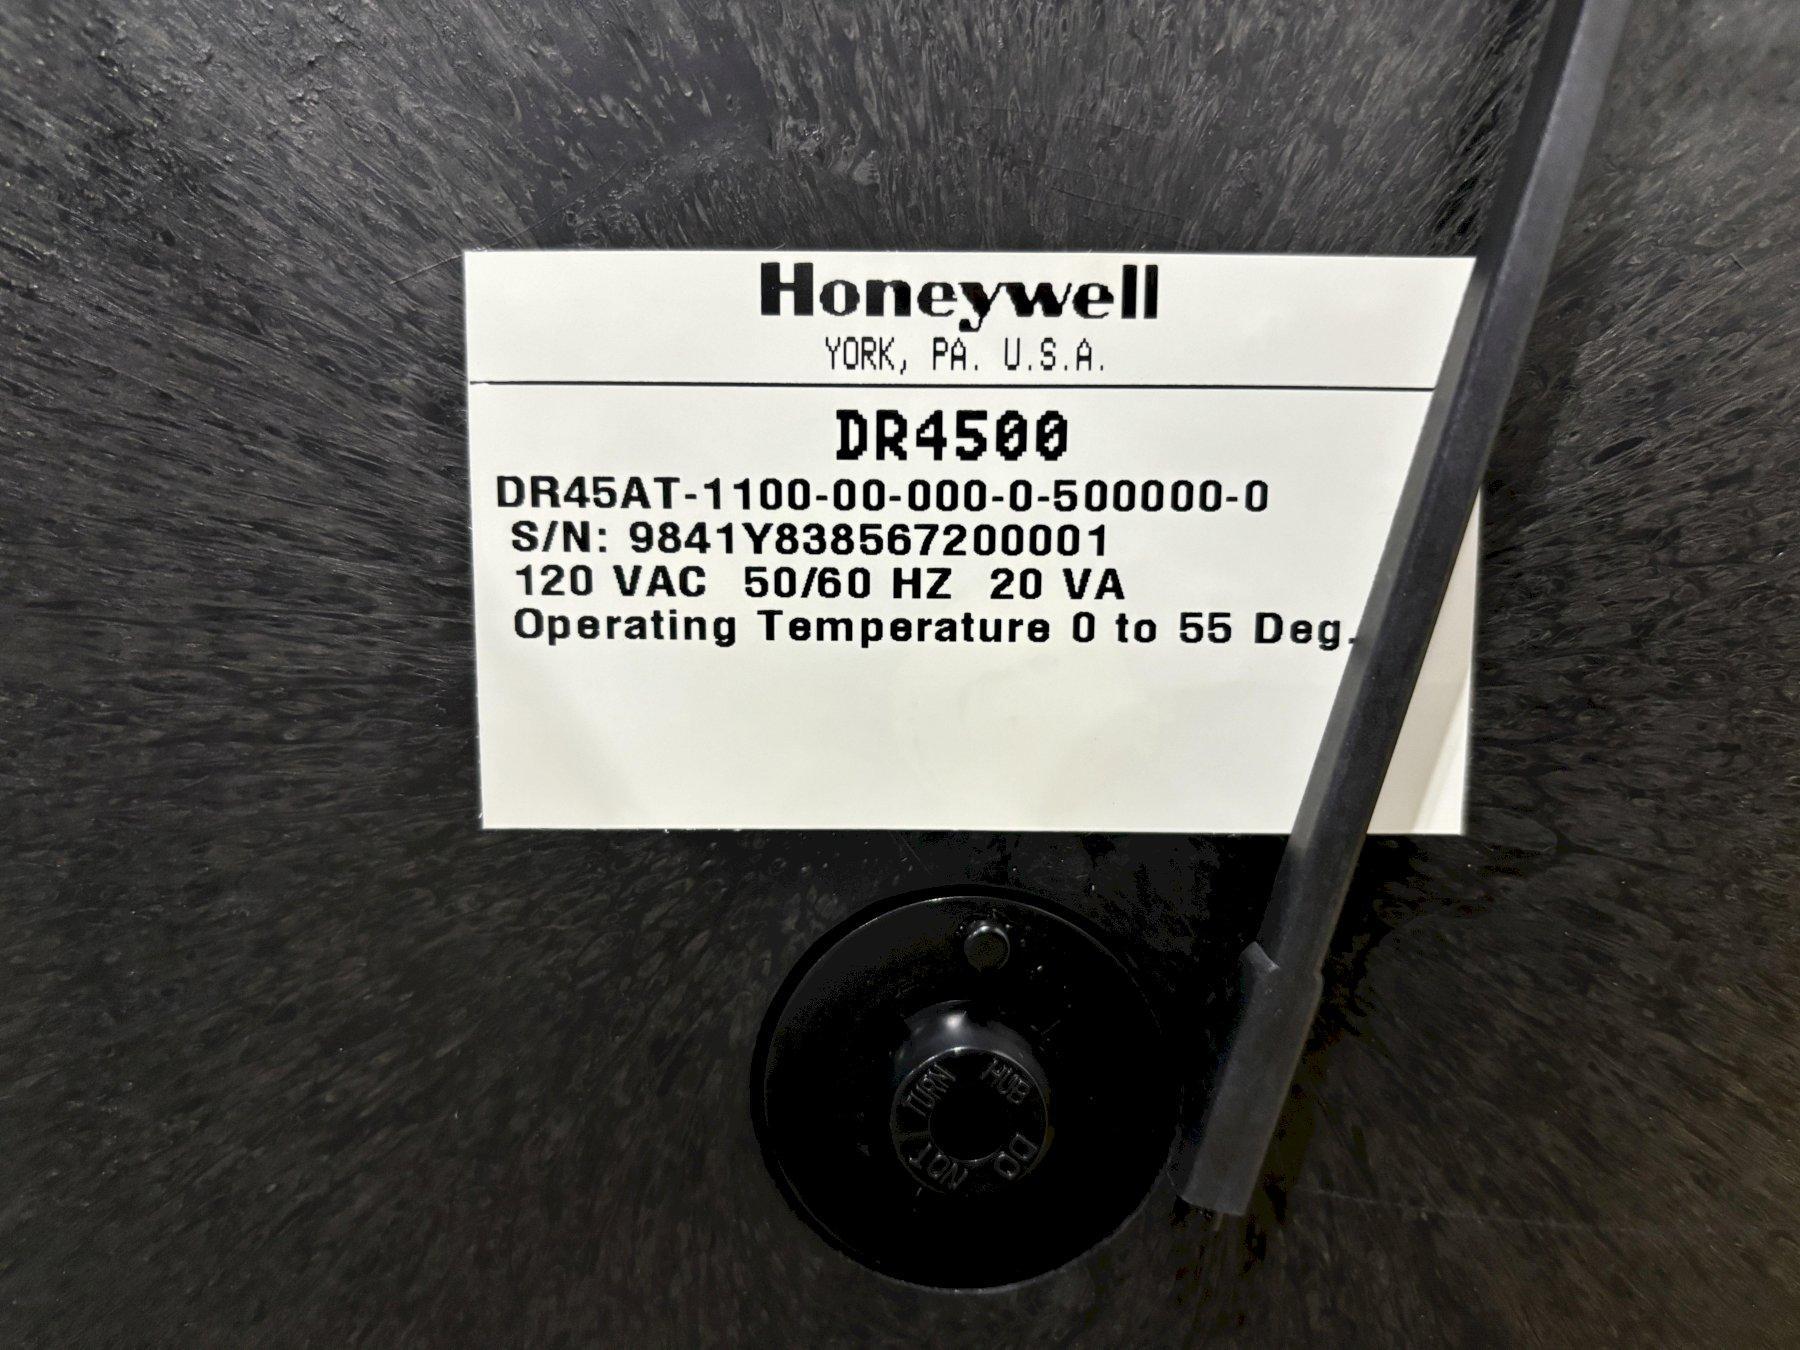 Honeywell
YORK, PA. U.S.A.
DR4500
DR45AT-1100-00-000-0-500000-0
S/N: 9841Y838567200001
120 VAC 50/60 HZ 20 VA
Operating Temperature 0 to 55 Deg.
DO NOT TURN HUB